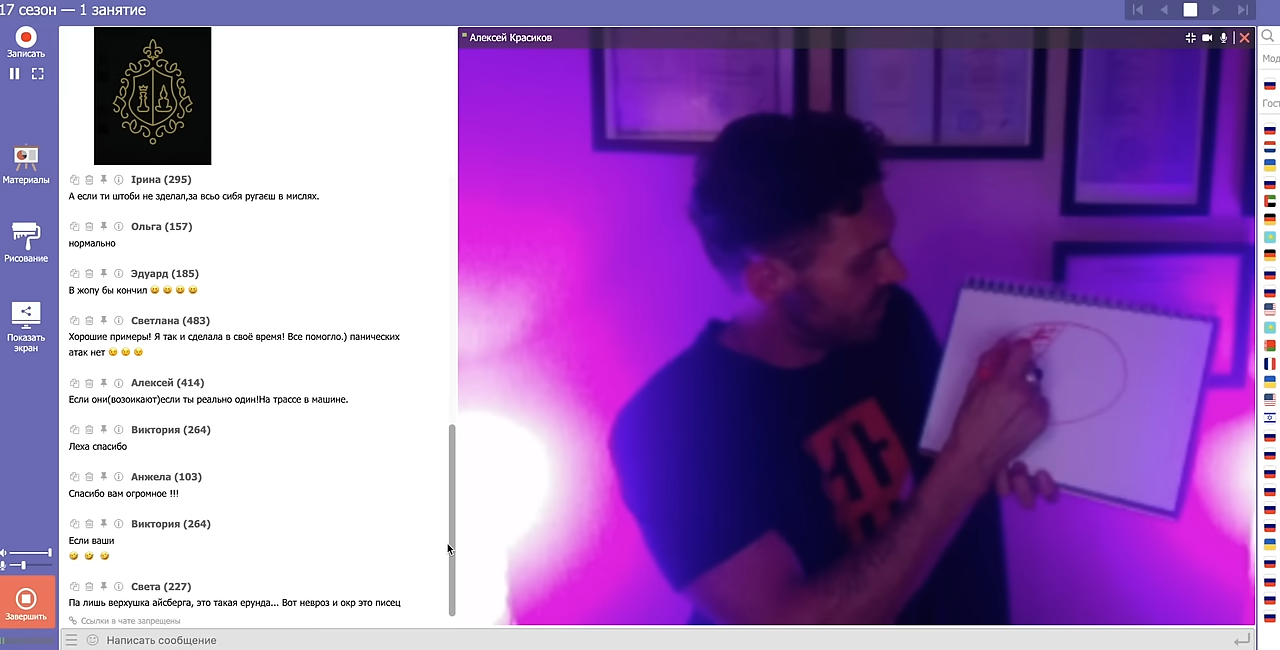 17 сезон — 1 занятие
Записать
Материалы
Рисование
Показать
экран
Завершить
Ірина (295)
А если ти штоби не зделал,за всьо сибя ругаєш в мислях.
Ольга (157)
нормально
Эдуард (185)
В жопу бы кончил 😄 😄 😄 😄
Светлана (483)
Хорошие примеры! Я так и сделала в своё время! Все помогло.) панических
атак нет 😉 😉 😉
Алексей (414)
Если они(возоикают)если ты реально один!На трассе в машине.
Виктория (264)
Леха спасибо
Анжела (103)
Спасибо вам огромное !!!
Виктория (264)
Если ваши
🤣 🤣 🤣
Света (227)
Па лишь верхушка айсберга, это такая ерунда... Вот невроз и окр это писец
Ссылки в чате запрещены
Написать сообщение
Алексей Красиков
Мод
Гост